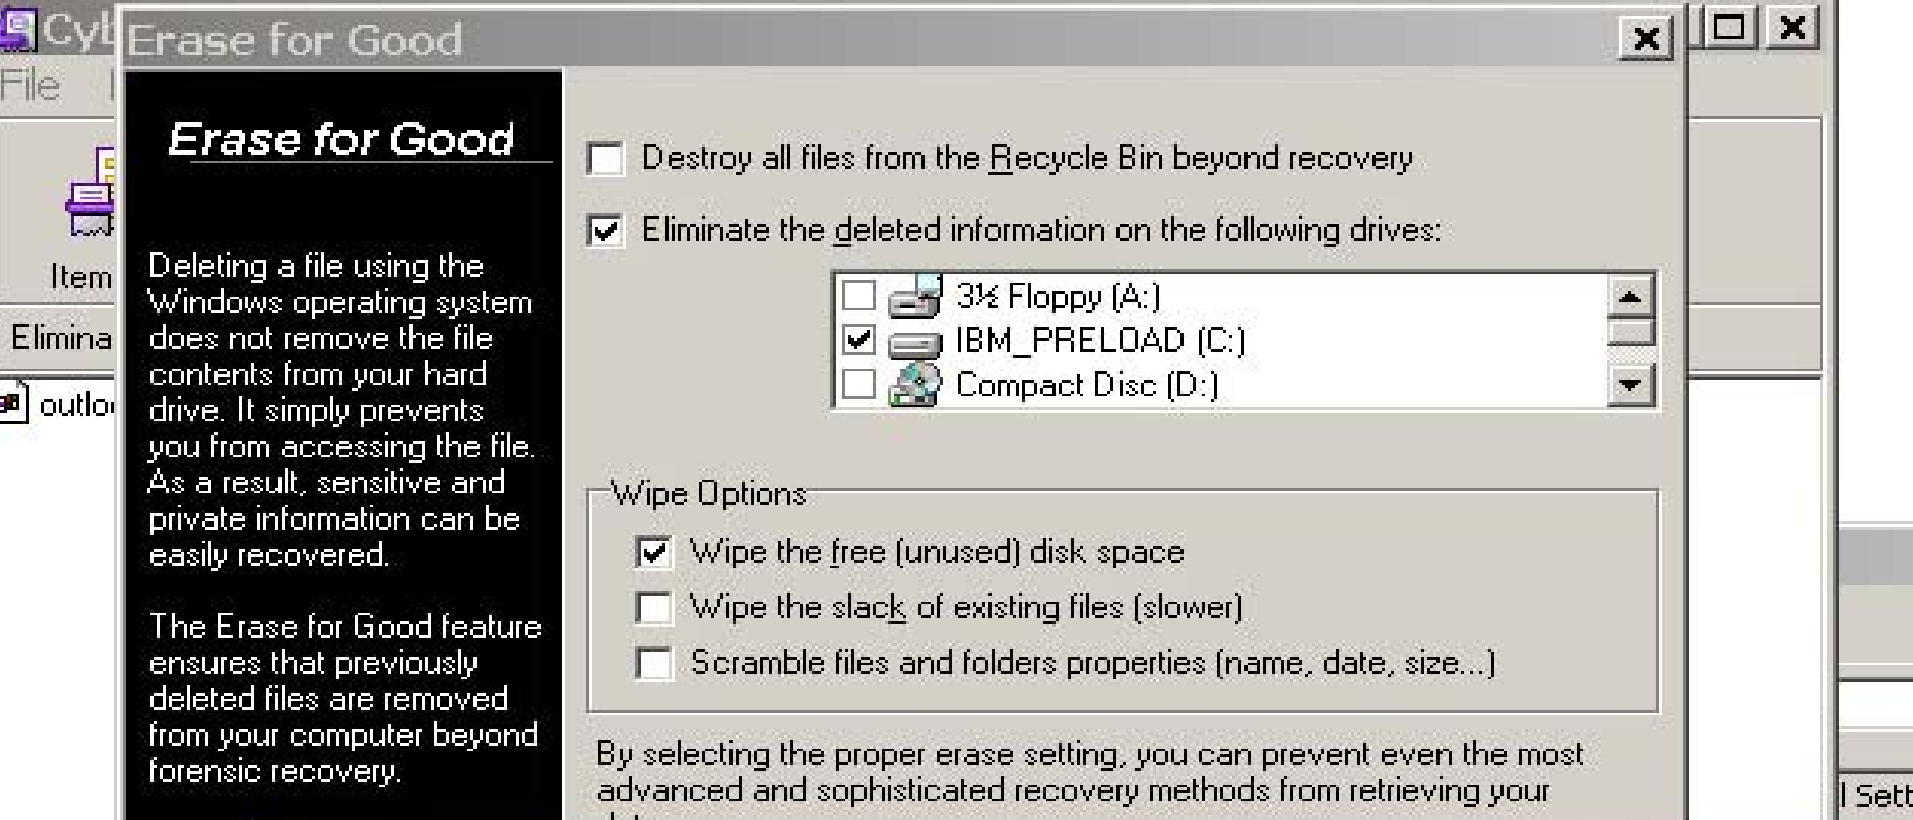 Erase for Good
File
Erase for Good
Destroy all files from the Recycle Bin beyond recovery
Eliminate the deleted information on the following drives:
Item
Deleting a file using the
Windows operating system
does not remove the file
contents from your hard
drive. It simply prevents
you from accessing the file.
As a result, sensitive and
private information can be
easily recovered.
The Erase for Good feature
ensures that previously
deleted files are removed
from your computer beyond
forensic recovery.
3½ Floppy (A:)
IBM_PRELOAD (C:)
Compact Disc (D:)
Wipe Options
Wipe the free (unused) disk space
Wipe the slack of existing files (slower)
Scramble files and folders properties (name, date, size...)
By selecting the proper erase setting, you can prevent even the most
advanced and sophisticated recovery methods from retrieving your